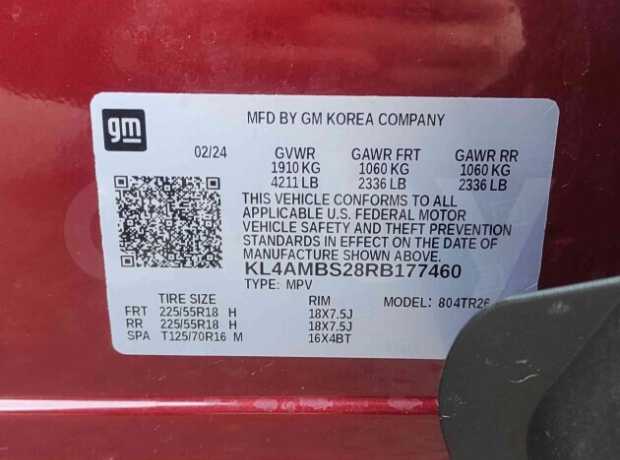 gm
MFD BY GM KOREA COMPANY
02/24 GVWR GAWR FRT GAWR RR
1910 KG 1060 KG 1060 KG
4211 LB 2336 LB 2336 LB
THIS VEHICLE CONFORMS TO ALL
APPLICABLE U.S. FEDERAL MOTOR
VEHICLE SAFETY AND THEFT PREVENTION
STANDARDS IN EFFECT ON THE DATE OF
MANUFACTURE SHOWN ABOVE.
KL4AMBS28RB177460
TYPE: MPV
TIRE SIZE RIM MODEL: 804TR26
FRT 225/55R18 H 18X7.5J
RR 225/55R18 H 18X7.5J
SPA T125/70R16 M 16X4BT